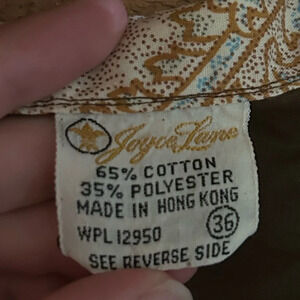 Joyce Lane
65% COTTON
35% POLYESTER
MADE IN HONG KONG
WPL 12950 36
SEE REVERSE SIDE